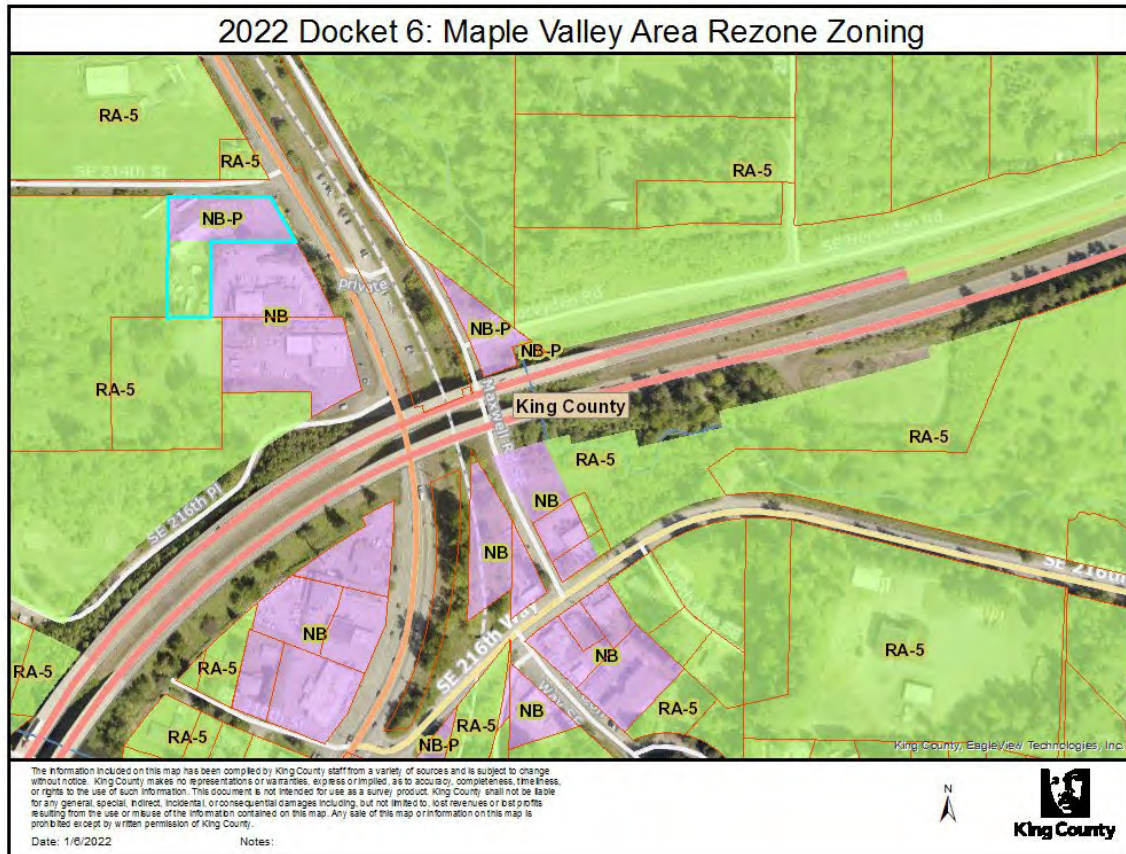 2022 Docket 6: Maple Valley Area Rezone Zoning
RA-5
RA-5
SE 214th St
RA-5
NB-P
private
NB
NB-P
NB-P
RA-5
King County
Maxwell R
RA-5
RA-5
NB
SE 216th Pl
NB
SE 216th Way
SE 216th
NB
NB
RA-5
RA-5
RA-5
NB
RA-5
RA-5
RA-5
NB-P
King County, EagleView Technologies, Inc.
The information included on this map has been compiled by King County staff from a variety of sources and is subject to change
without notice. King County makes no representations or warranties, express or implied, as to accuracy, completeness, timeliness,
or rights to the use of such information. This document is not intended for use as a survey product. King County shall not be liable
for any general, special, indirect, incidental, or consequential damages including, but not limited to, lost revenues or lost profits
resulting from the use or misuse of the information contained on this map. Any sale of this map or information on this map is
prohibited except by written permission of King County.
Date: 1/6/2022 Notes:
N
King County